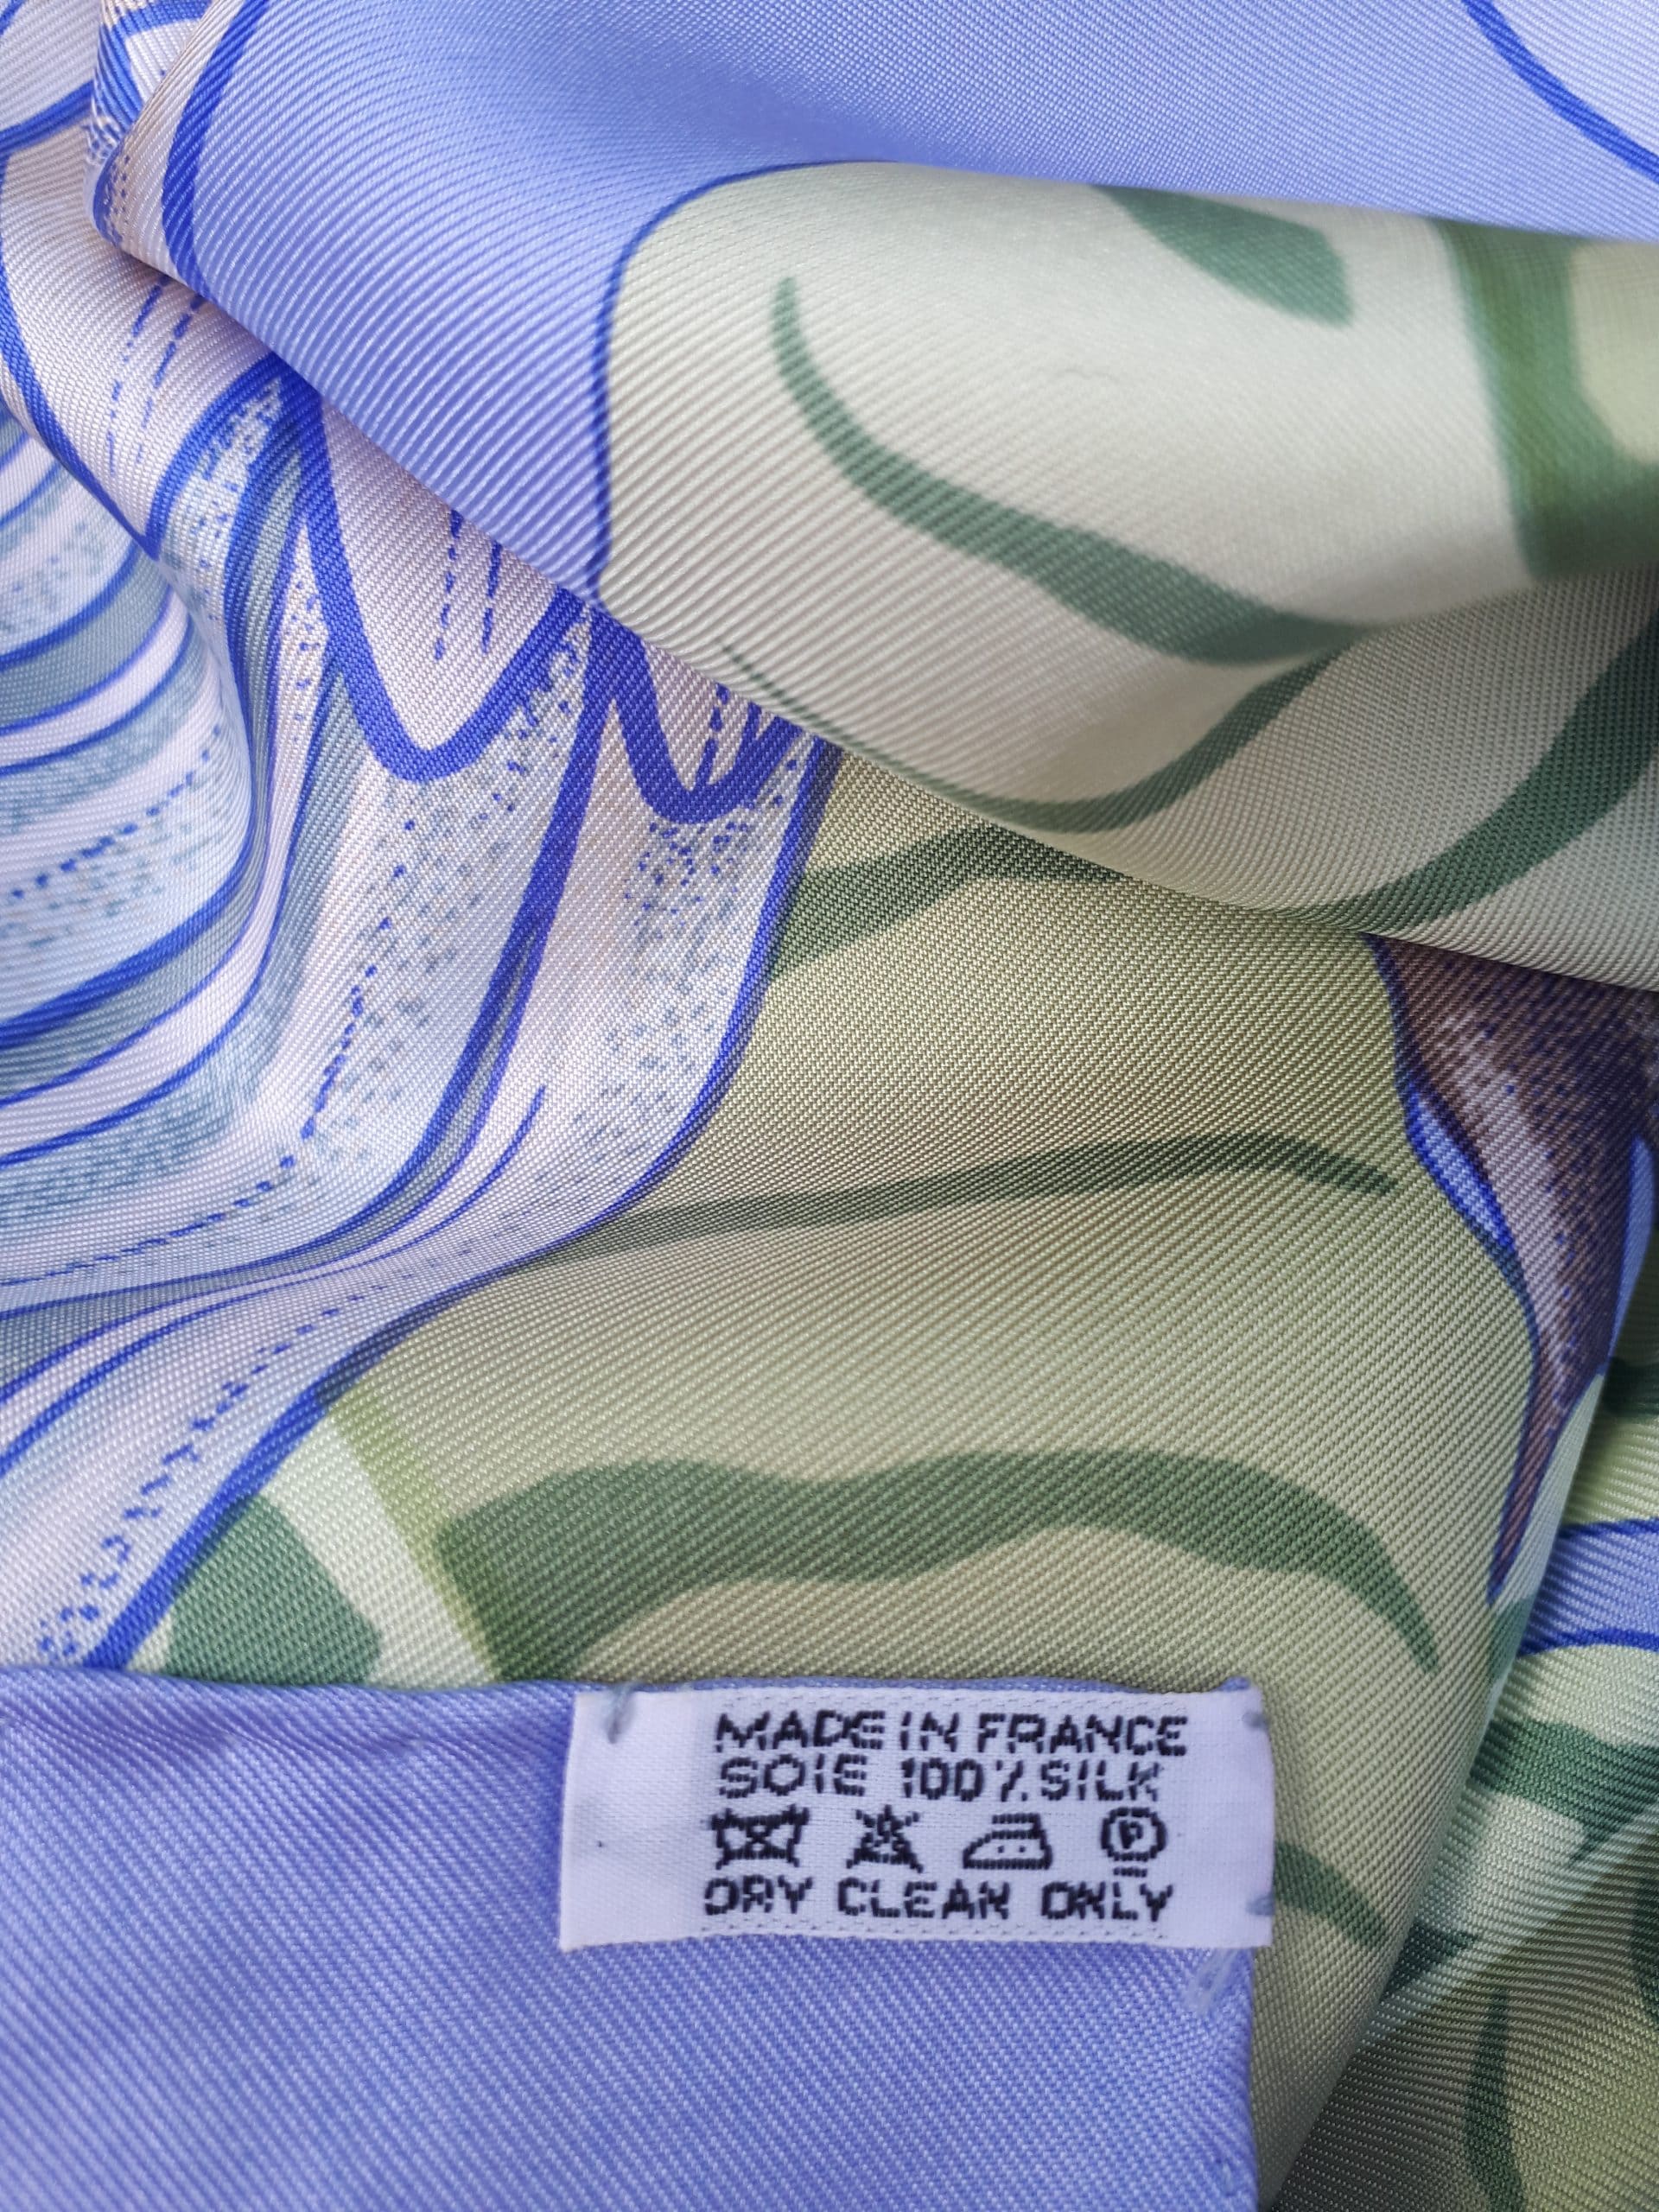 MADE IN FRANCE
SOIE 100% SILK
P
DRY CLEAN ONLY